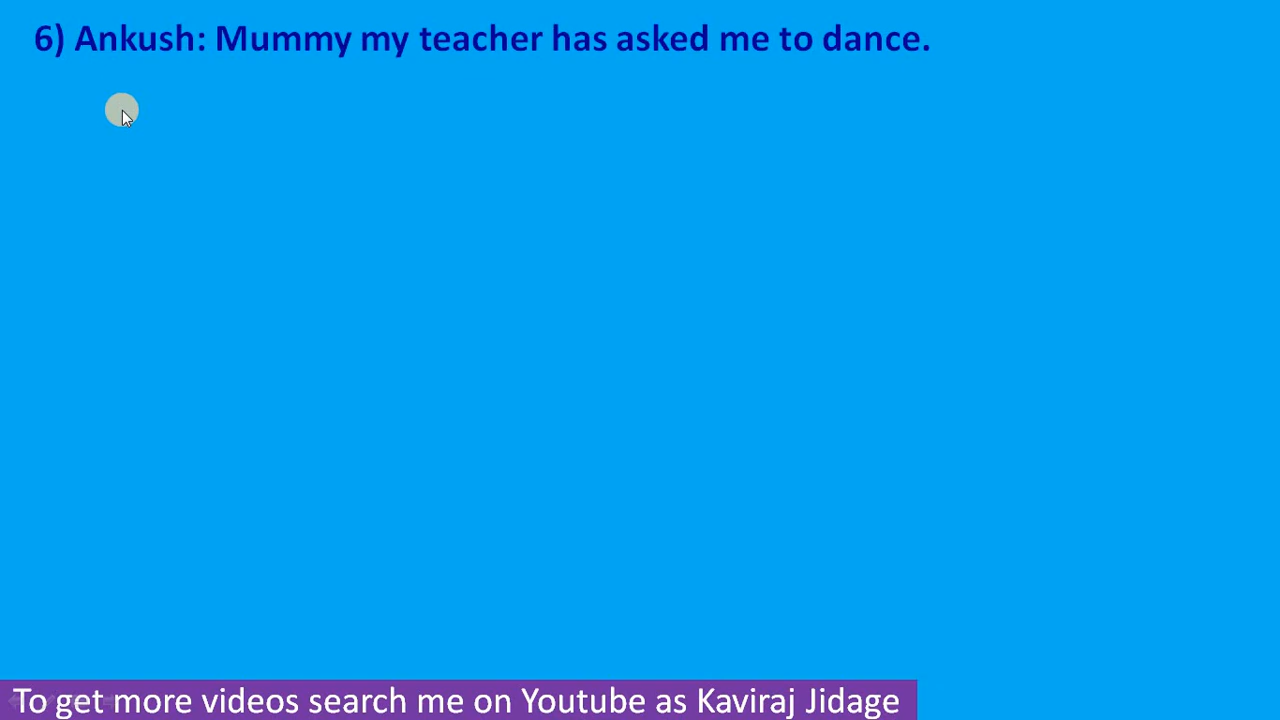 6) Ankush: Mummy my teacher has asked me to dance.
To get more videos search me on Youtube as Kaviraj Jidage